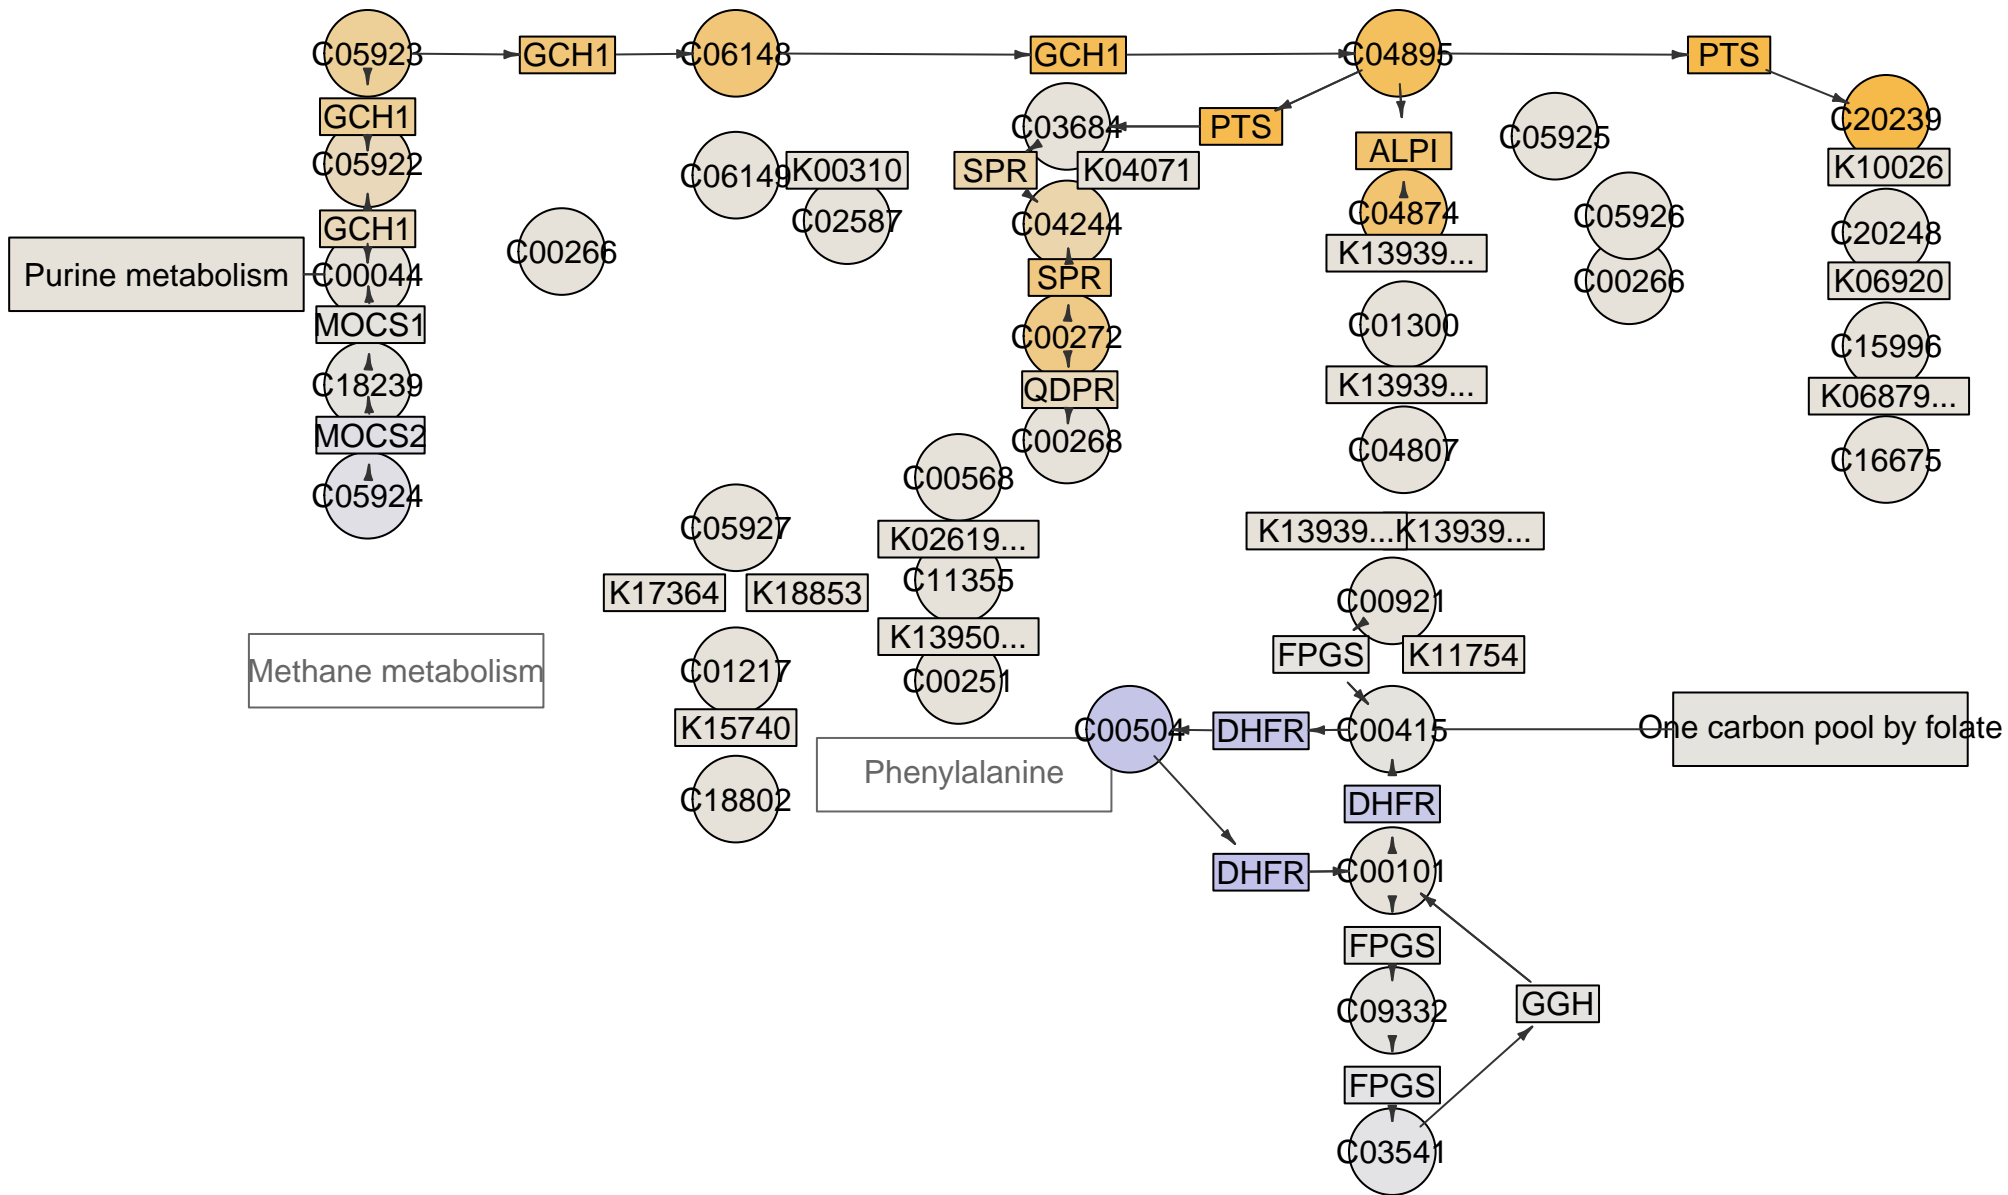 C05923
GCH1
C06148
GCH1
C04895
PTS
GCH1
C03684
PTS
C20239
C05925
ALPI
C05922
C06149
K00310
SPR
K04071
K10026
GCH1
C02587
C04244
C04874
C05926
C20248
C00266
K13939...
Purine metabolism
C00044
SPR
C00266
K06920
MOCS1
C00272
C01300
C15996
C18239
QDPR
K13939...
K06879...
MOCS2
C00268
C04807
C16675
C05924
C00568
C05927
K02619...
K13939...
K13939...
K17364
K18853
C11355
C00921
K13950...
FPGS
K11754
Methane metabolism
C01217
C00251
K15740
C00504
DHFR
C00415
One carbon pool by folate
Phenylalanine
C18802
DHFR
DHFR
C00101
FPGS
C09332
GGH
FPGS
C03541